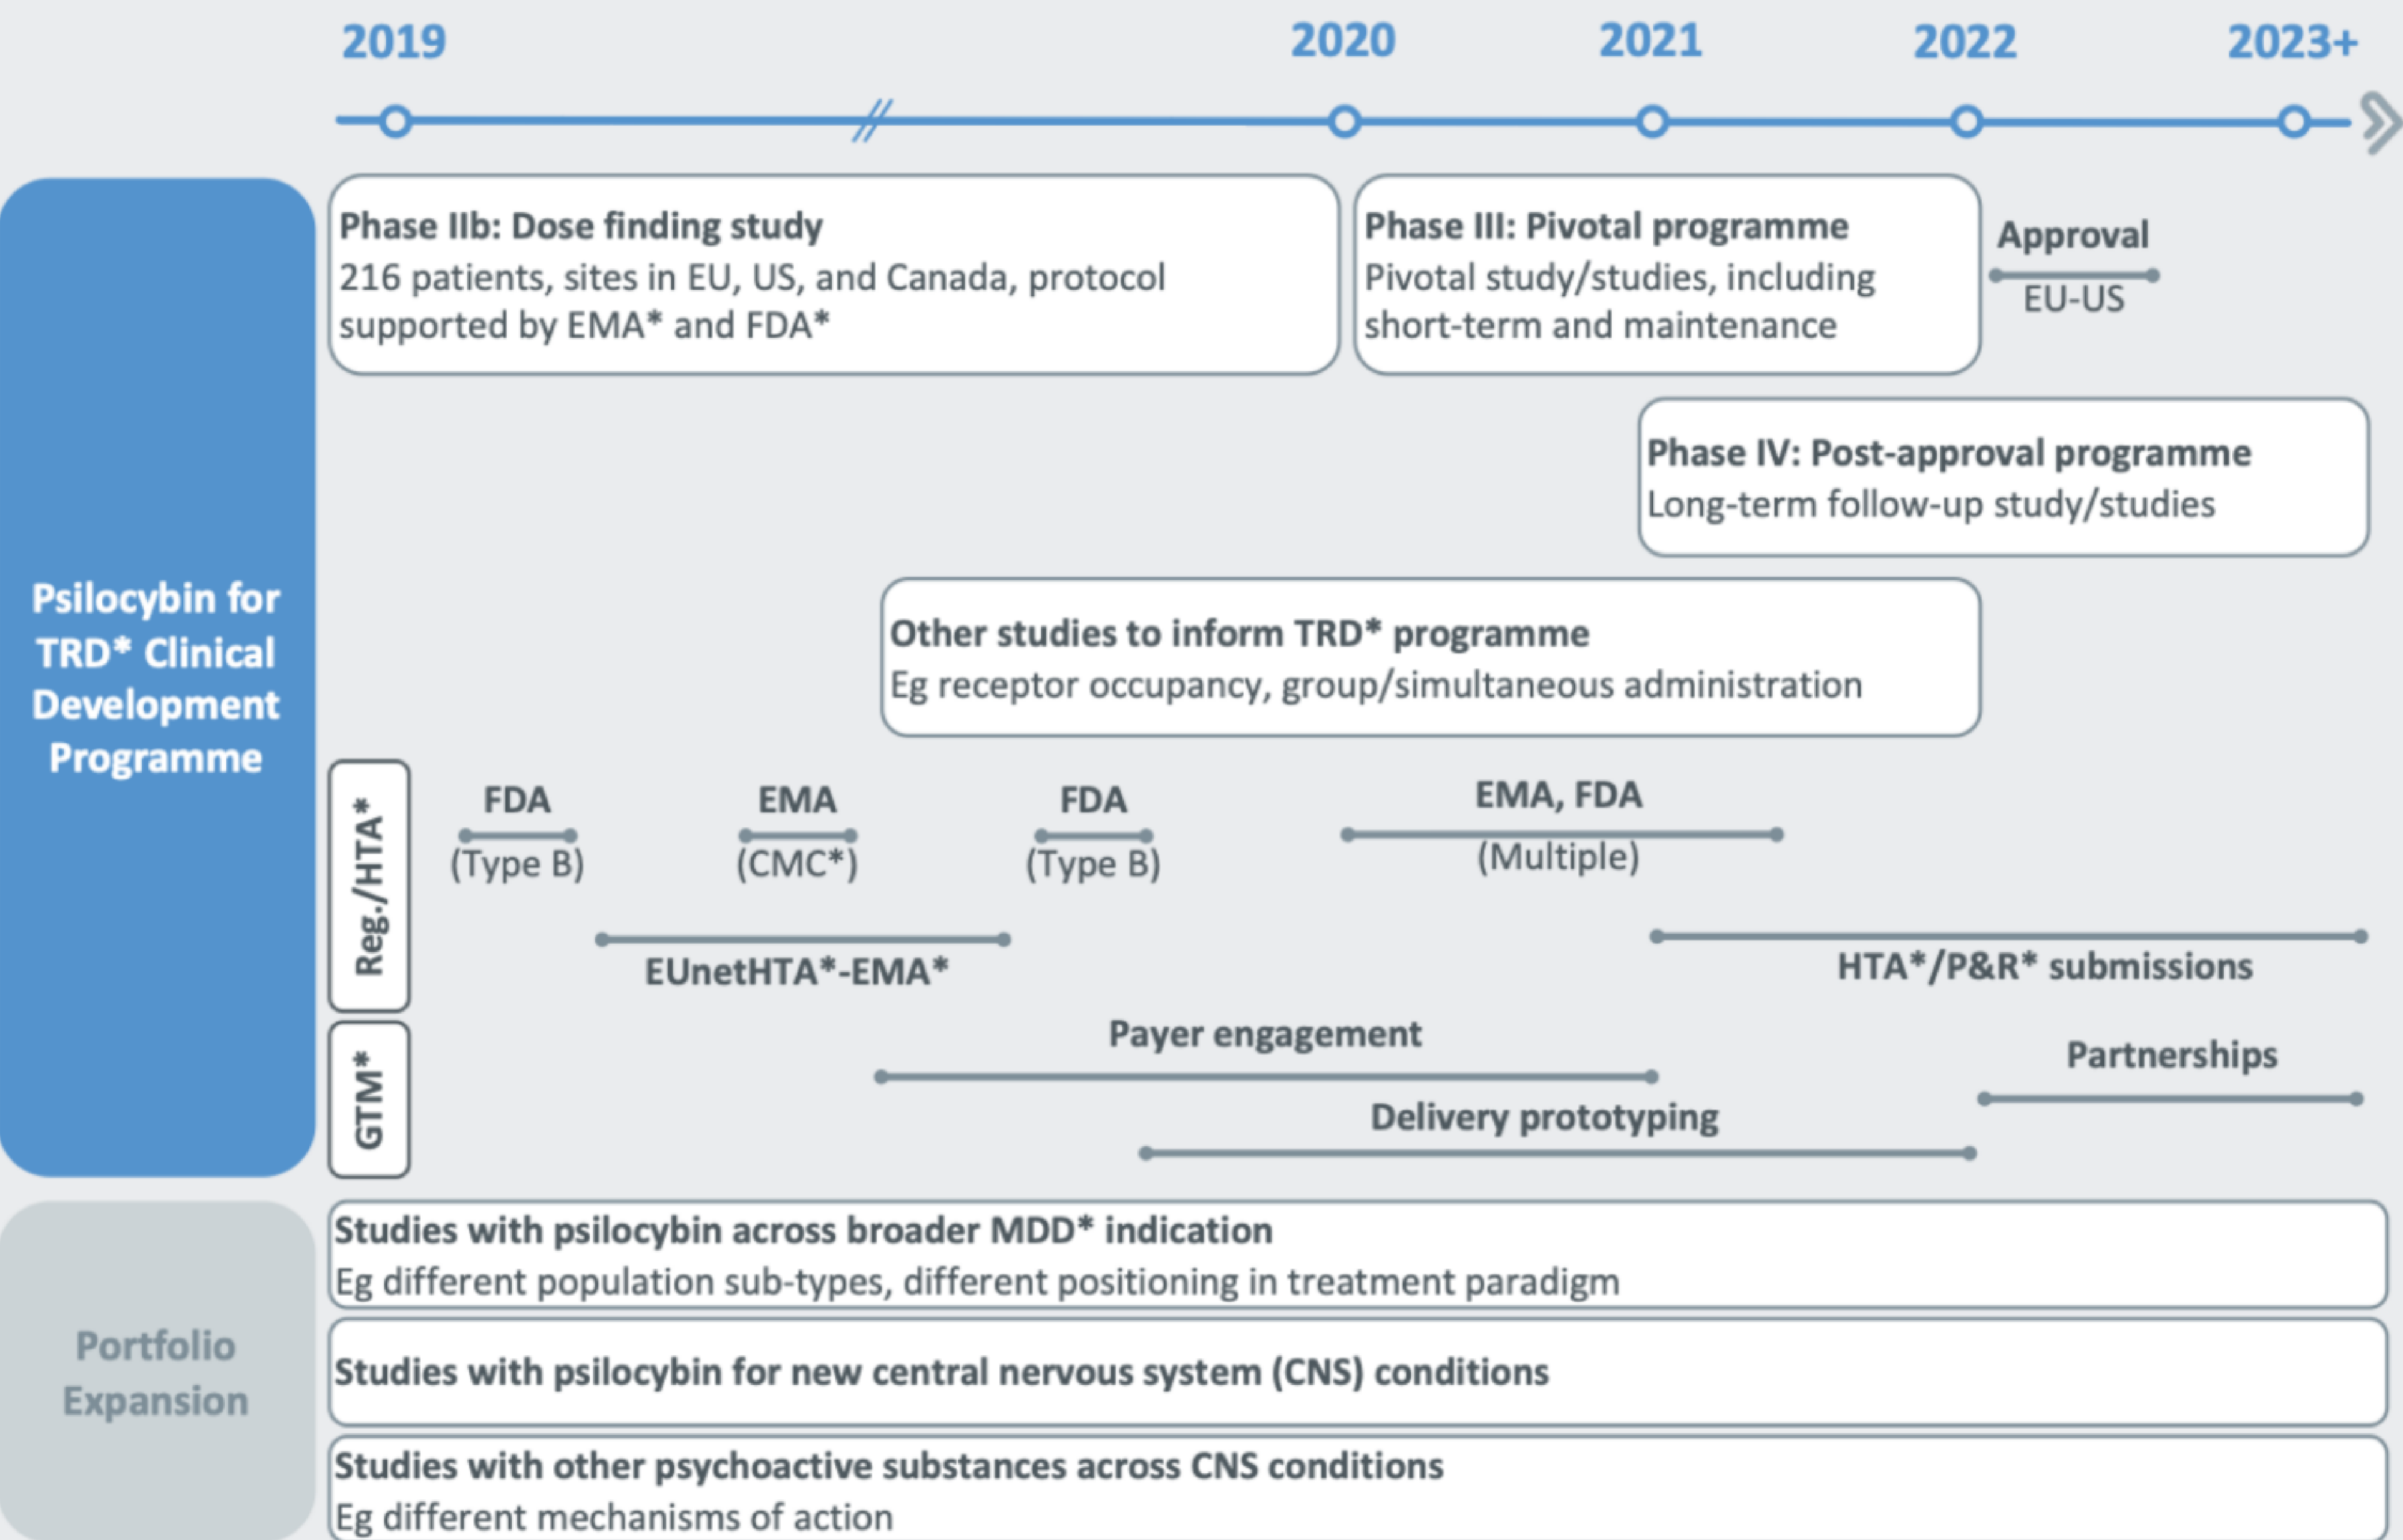 2019
2020
2021
2022
2023+
Psilocybin for
TRD* Clinical
Development
Programme
Phase IIb: Dose finding study
216 patients, sites in EU, US, and Canada, protocol
supported by EMA* and FDA*
Phase III: Pivotal programme
Pivotal study/studies, including
short-term and maintenance
Approval
EU-US
Phase IV: Post-approval programme
Long-term follow-up study/studies
Other studies to inform TRD* programme
Eg receptor occupancy, group/simultaneous administration
Reg./HTA*
FDA
(Type B)
EMA
(CMC*)
FDA
(Type B)
EMA, FDA
(Multiple)
EUnetHTA*-EMA*
HTA*/P&R* submissions
GTM*
Payer engagement
Partnerships
Delivery prototyping
Portfolio
Expansion
Studies with psilocybin across broader MDD* indication
Eg different population sub-types, different positioning in treatment paradigm
Studies with psilocybin for new central nervous system (CNS) conditions
Studies with other psychoactive substances across CNS conditions
Eg different mechanisms of action